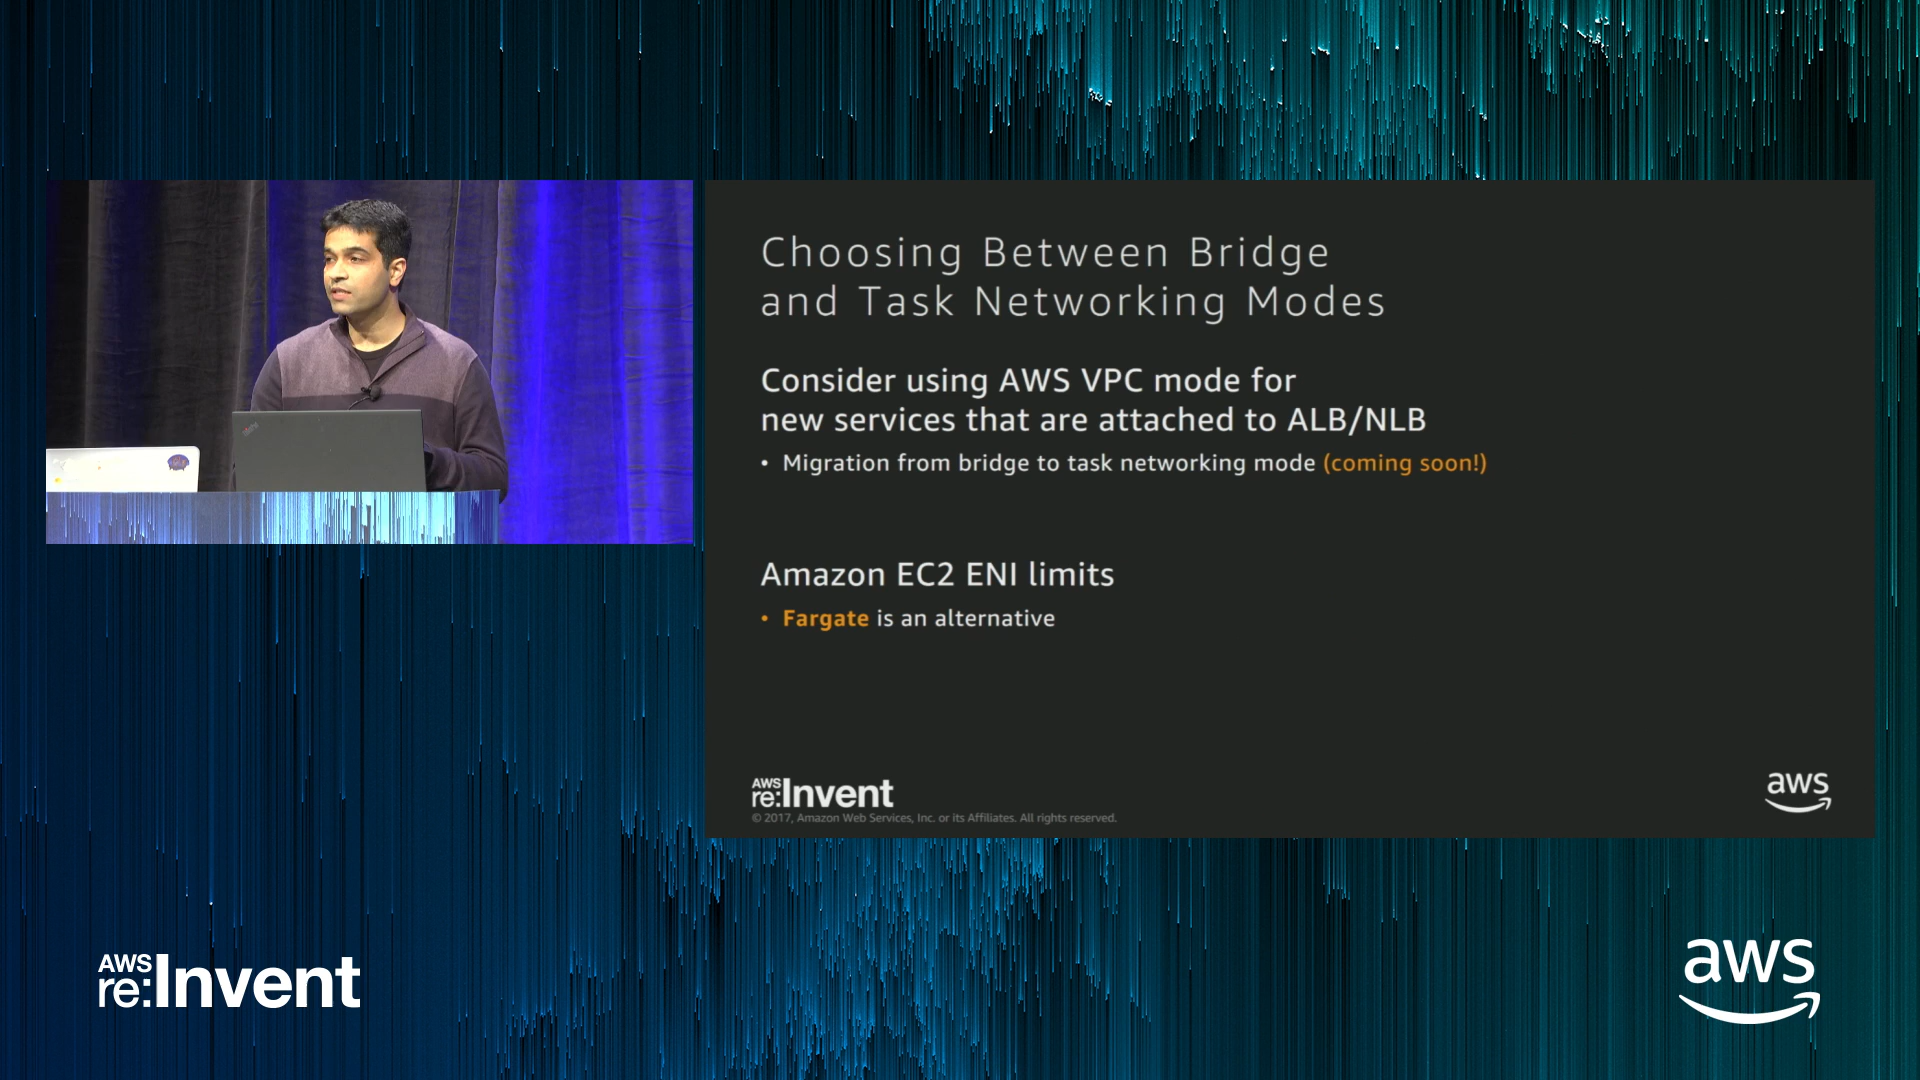 Choosing Between Bridge
and Task Networking Modes
Consider using AWS VPC mode for
new services that are attached to ALB/NLB
• Migration from bridge to task networking mode (coming soon!)
Amazon EC2 ENI limits
• Fargate is an alternative
AWS
re:Invent
aws
© 2017, Amazon Web Services, Inc. or its Affiliates. All rights reserved.
AWS
re:Invent
aws